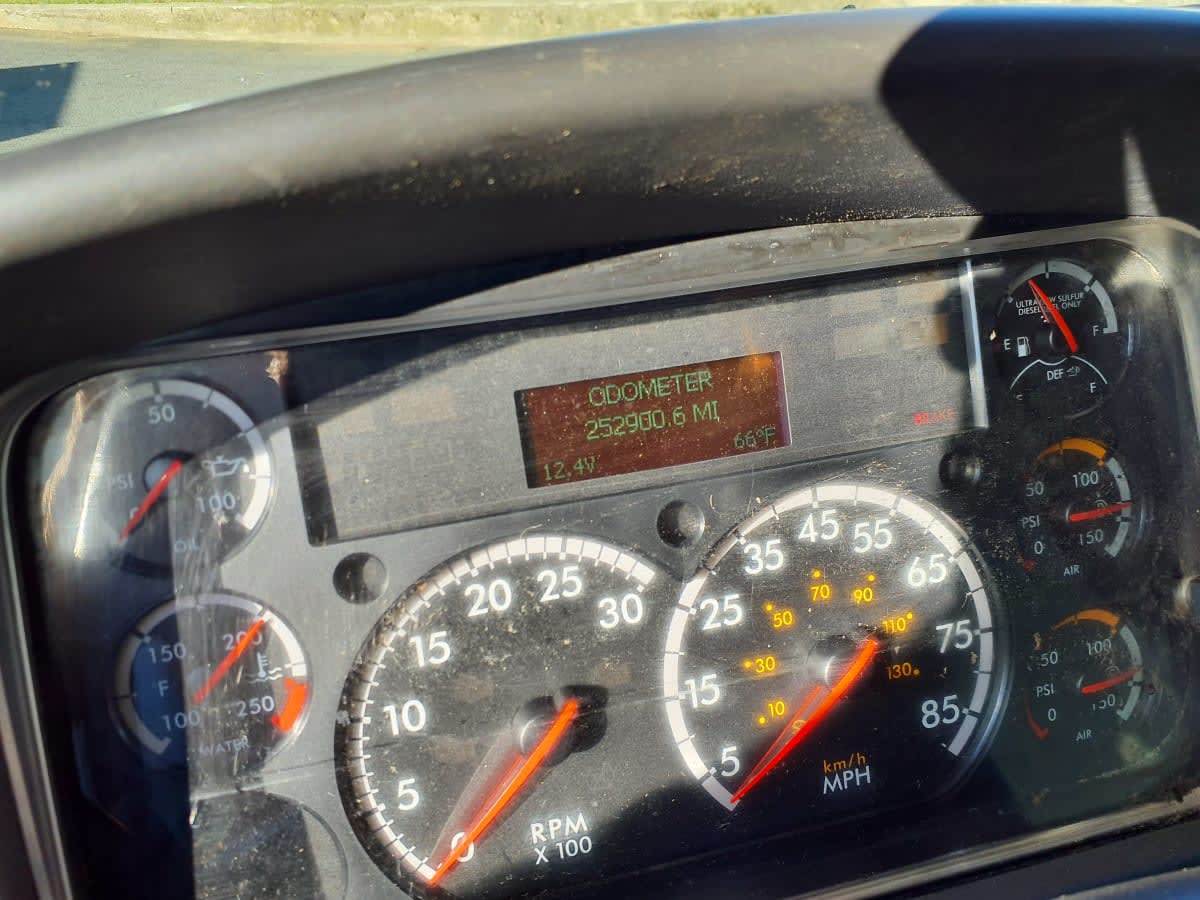 ODOMETER
252900.6 MI
66°F
12.4V
BRAKE
ULTRA LOW SULFUR
DIESEL FUEL ONLY
E
F
DEF
F
50
PSI
0
100
OIL
150
200
F
100
250
WATER
0
5
10
15
20
25
30
RPM
X 100
5
15
25
35
45
55
65
75
85
10
30
50
70
90
110
130
km/h
MPH
50
100
PSI
0
150
AIR
50
100
PSI
0
150
AIR